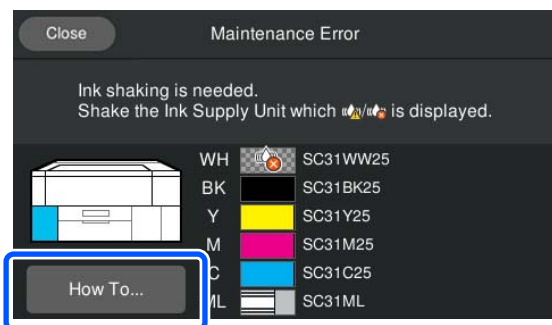 Close
Maintenance Error
Ink shaking is needed.
Shake the Ink Supply Unit which / is displayed.
WH SC31WW25
BK SC31BK25
Y SC31Y25
M SC31M25
C SC31C25
ML SC31ML
How To...